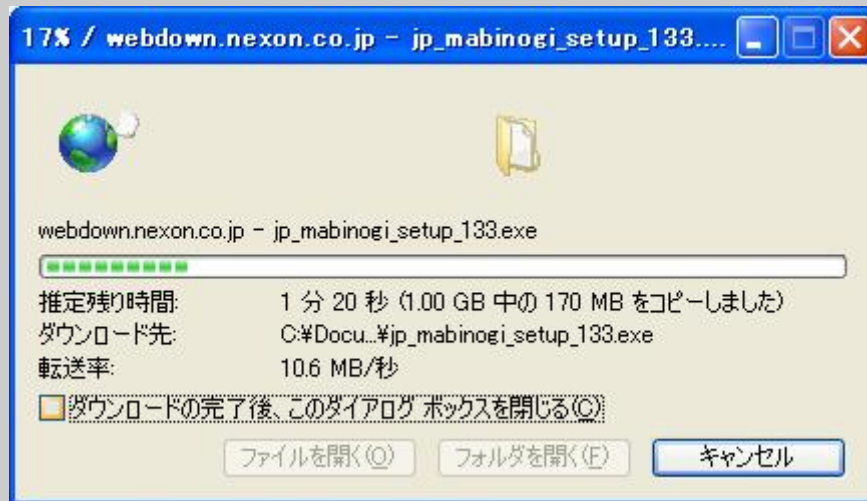 17% / webdown.nexon.co.jp - jp_mabinogi_setup_133....
webdown.nexon.co.jp - jp_mabinogi_setup_133.exe
推定残り時間: 1 分 20 秒 (1.00 GB 中の 170 MB をコピーしました)
ダウンロード先: C:¥Docu...¥jp_mabinogi_setup_133.exe
転送率: 10.6 MB/秒
ダウンロードの完了後、このダイアログ ボックスを閉じる(C)
ファイルを開く(O) フォルダを開く(F) キャンセル